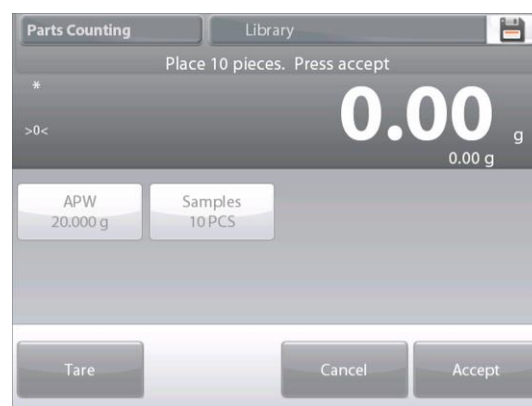 Parts Counting Library
Place 10 pieces. Press accept
*
0.00 g
>0<
0.00 g
APW Samples
20.000 g 10 PCS
Tare Cancel Accept